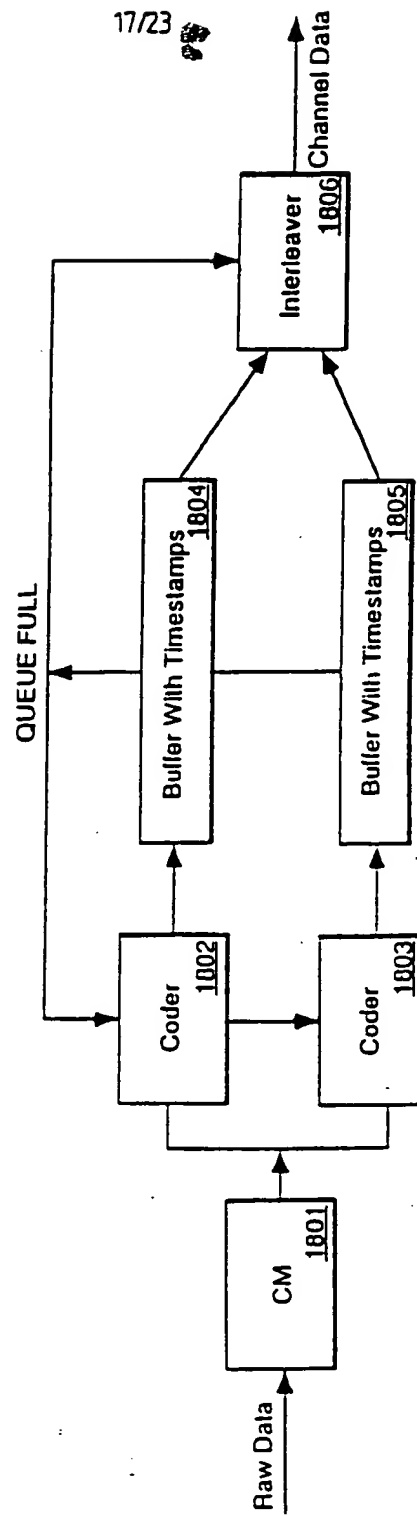 17/23
QUEUE FULL
Raw Data
CM
1801
Coder
1802
Coder
1803
Buffer With Timestamps
1804
Buffer With Timestamps
1805
Interleaver
1806
Channel Data